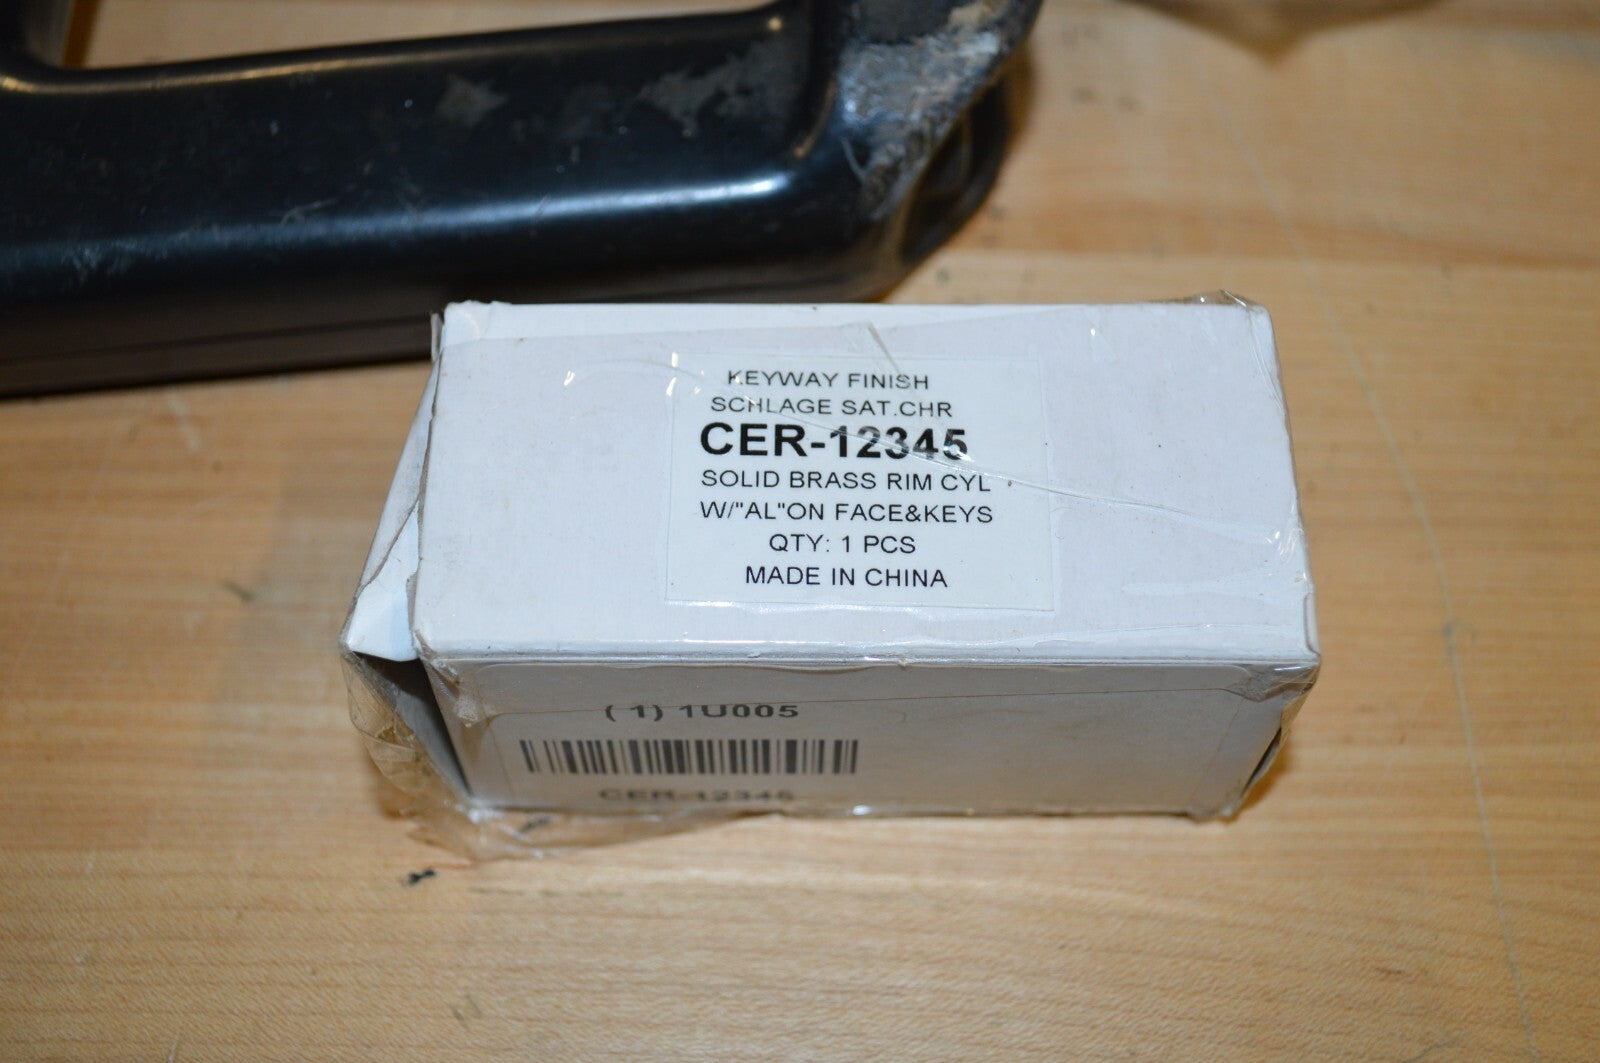 KEYWAY FINISH
SCHLAGE SAT.CHR
CER-12345
SOLID BRASS RIM CYL
W/"AL"ON FACE&KEYS
QTY: 1 PCS
MADE IN CHINA
( 1) 1U005
CER-12345